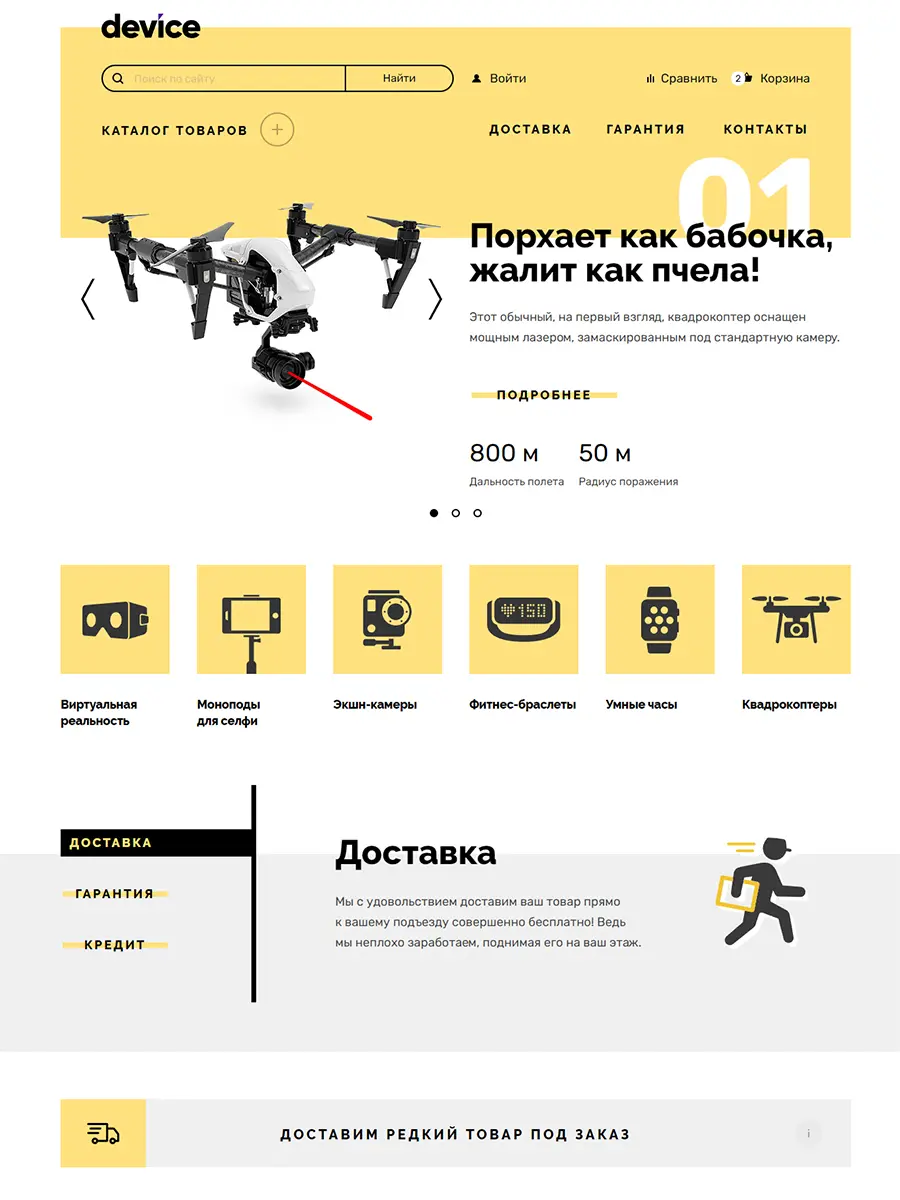 device
Поиск по сайту
Найти
Войти
Сравнить
2
Корзина
КАТАЛОГ ТОВАРОВ
ДОСТАВКА
ГАРАНТИЯ
КОНТАКТЫ
01
Порхает как бабочка,
жалит как пчела!
Этот обычный, на первый взгляд, квадрокоптер оснащен
мощным лазером, замаскированным под стандартную камеру.
ПОДРОБНЕЕ
800 м
50 м
Дальность полета
Радиус поражения
150
Виртуальная
реальность
Моноподы
для селфи
Экшн-камеры
Фитнес-браслеты
Умные часы
Квадрокоптеры
ДОСТАВКА
ГАРАНТИЯ
КРЕДИТ
Доставка
Мы с удовольствием доставим ваш товар прямо
к вашему подъезду совершенно бесплатно! Ведь
мы неплохо заработаем, поднимая его на ваш этаж.
ДОСТАВИМ РЕДКИЙ ТОВАР ПОД ЗАКАЗ
i